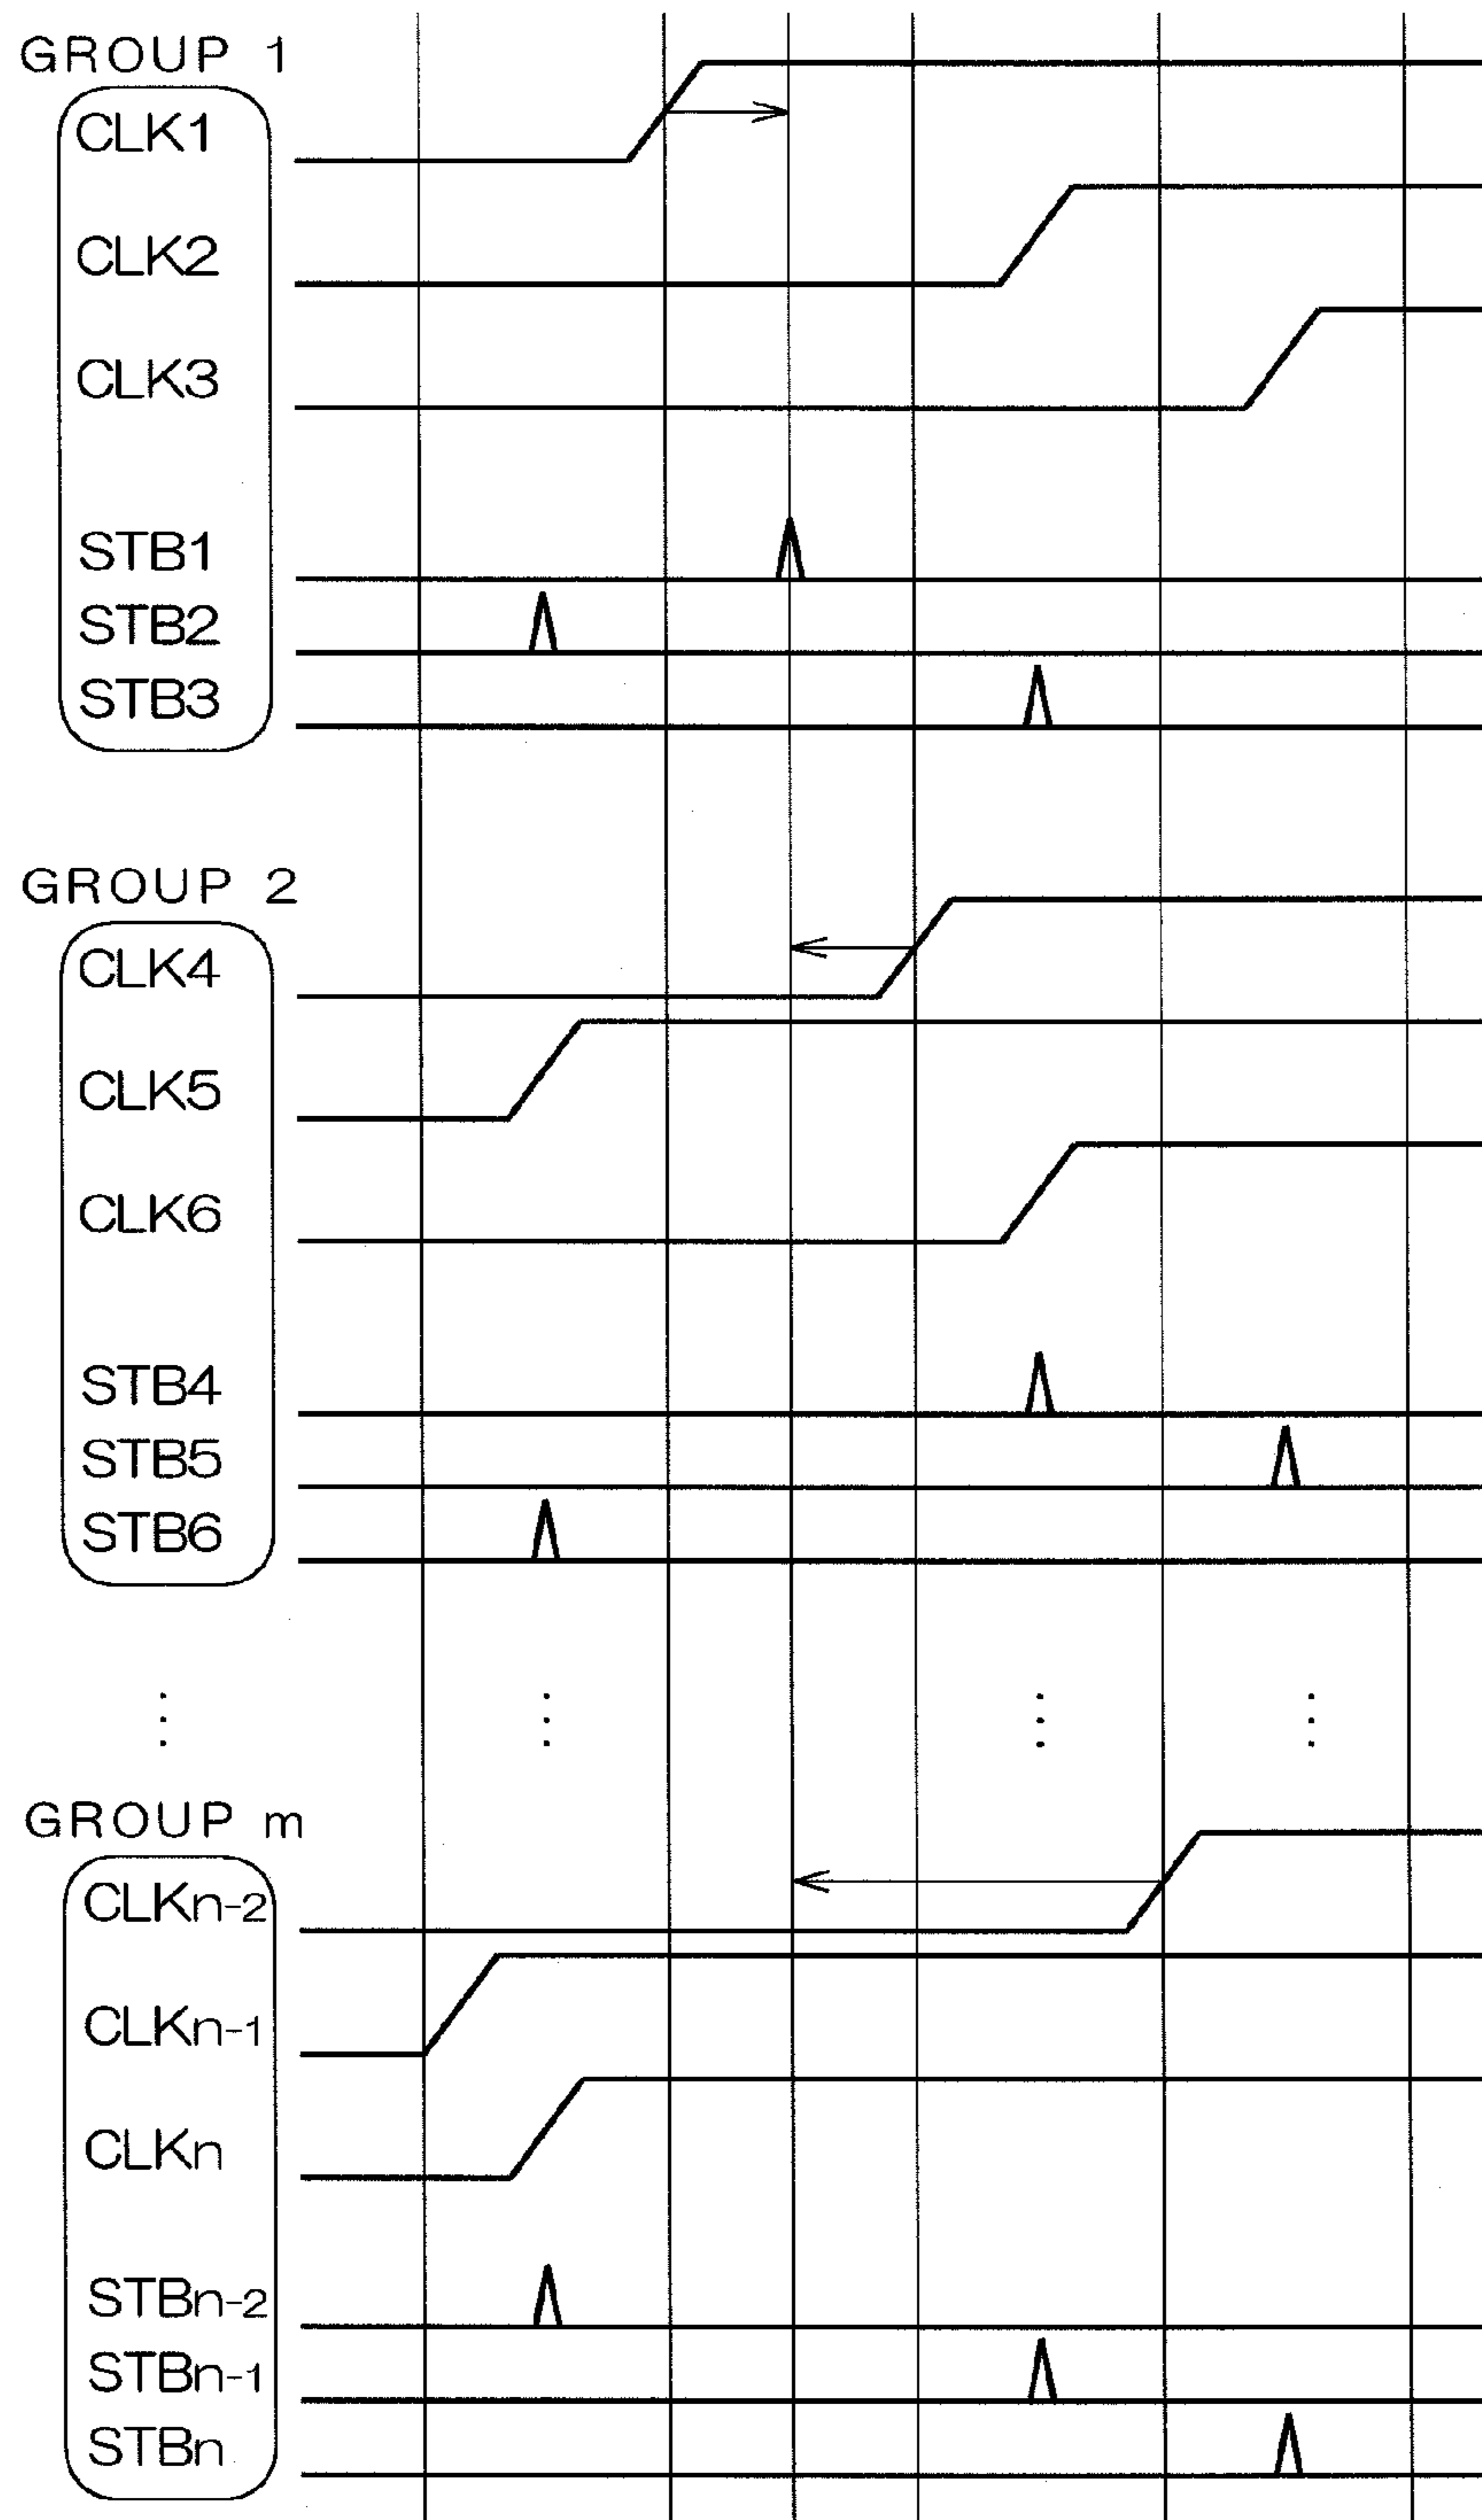 GROUP 1
CLK1
CLK2
CLK3
STB1
STB2
STB3
GROUP 2
CLK4
CLK5
CLK6
STB4
STB5
STB6
GROUP m
CLKn-2
CLKn-1
CLKn
STBn-2
STBn-1
STBn